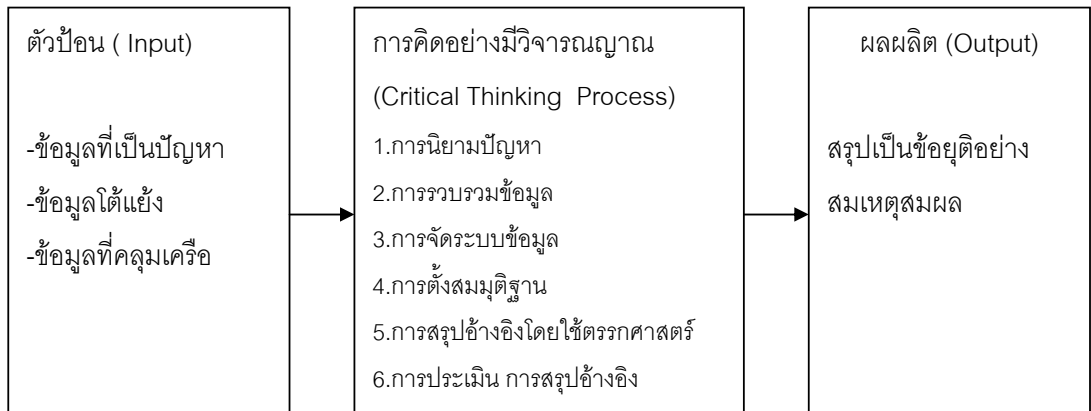 ตัวป้อน ( Input)
-ข้อมูลที่เป็นปัญหา
-ข้อมูลโต้แย้ง
-ข้อมูลที่คลุมเครือ
การคิดอย่างมีวิจารณญาณ
(Critical Thinking Process)
1.การนิยามปัญหา
2.การรวบรวมข้อมูล
3.การจัดระบบข้อมูล
4.การตั้งสมมุติฐาน
5.การสรุปอ้างอิงโดยใช้ตรรกศาสตร์
6.การประเมิน การสรุปอ้างอิง
ผลผลิต (Output)
สรุปเป็นข้อยุติอย่าง
สมเหตุสมผล